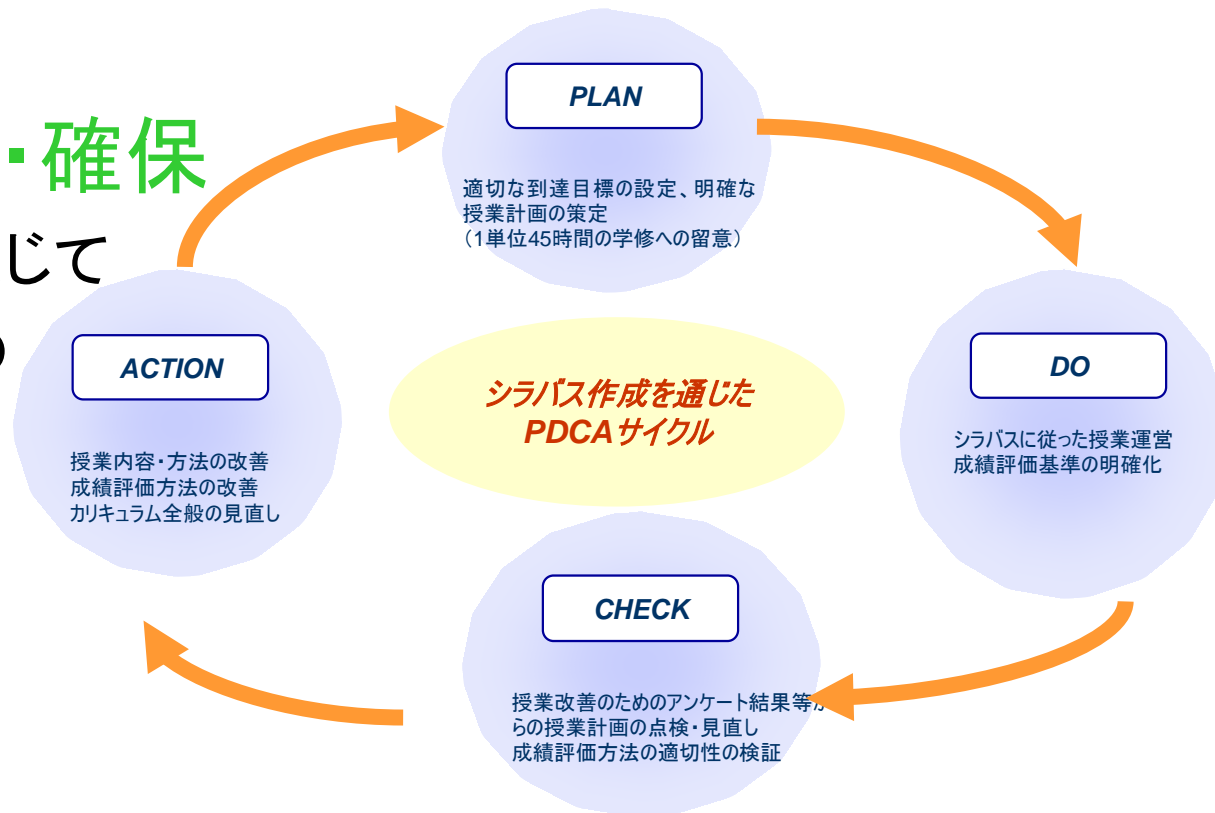 ・確保
じて
PLAN
適切な到達目標の設定、明確な
授業計画の策定
（1単位45時間の学修への留意）
ACTION
授業内容・方法の改善
成績評価方法の改善
カリキュラム全般の見直し
シラバス作成を通じた
PDCAサイクル
DO
シラバスに従った授業運営
成績評価基準の明確化
CHECK
授業改善のためのアンケート結果等か
らの授業計画の点検・見直し
成績評価方法の適切性の検証